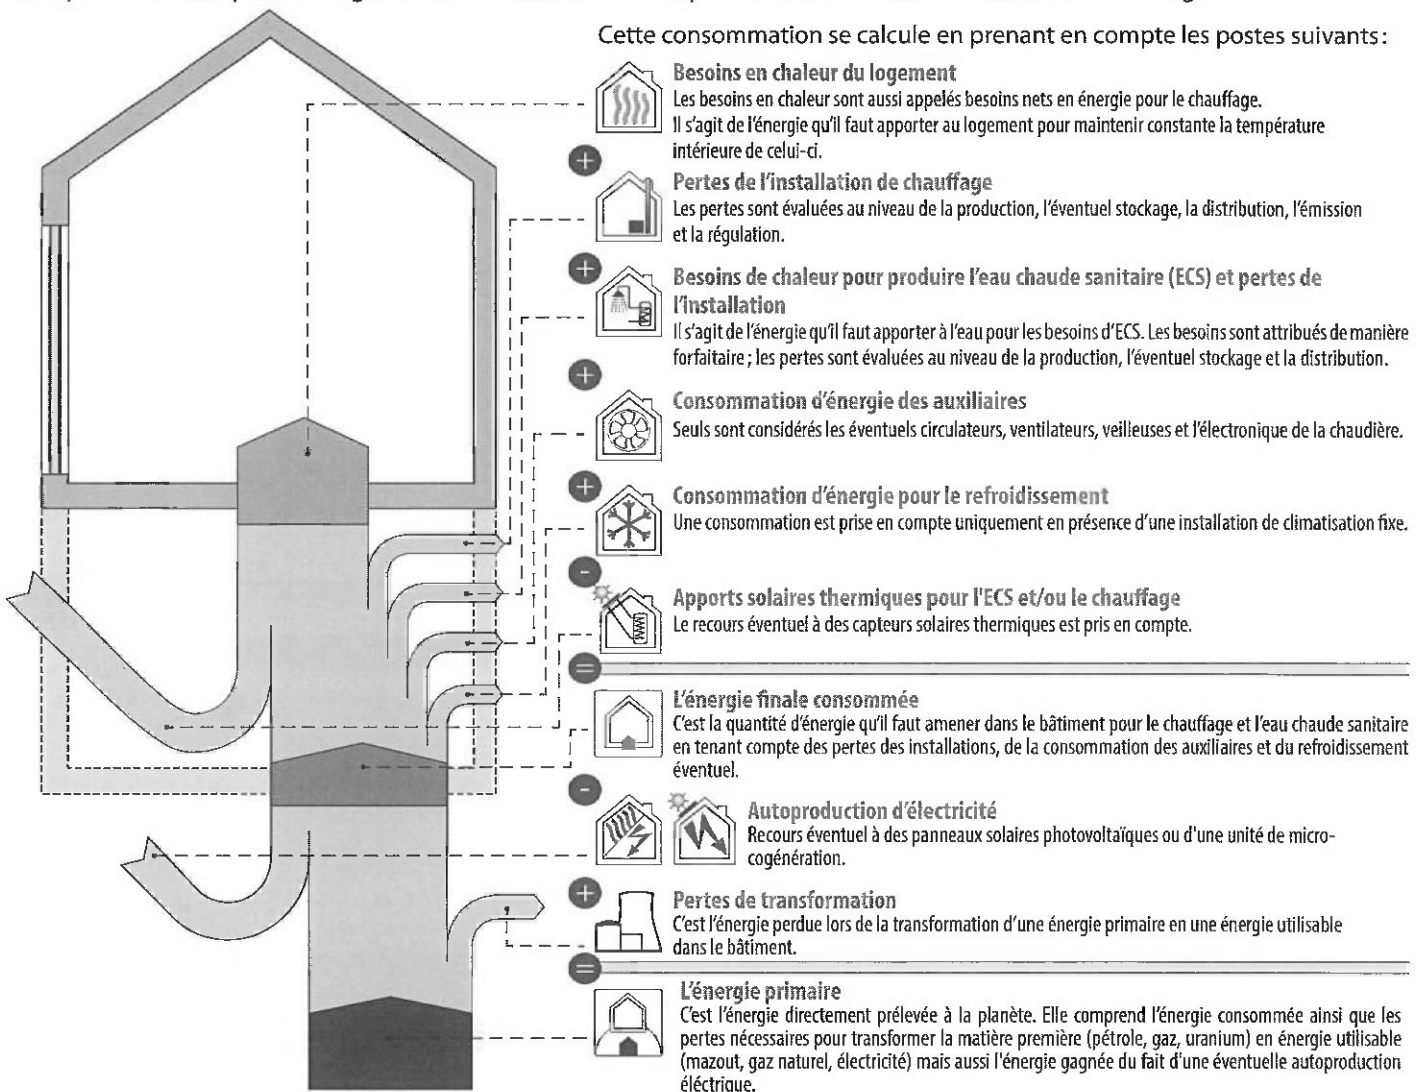 Cette consommation se calcule en prenant en compte les postes suivants:
Besoins en chaleur du logement
Les besoins en chaleur sont aussi appelés besoins nets en énergie pour le chauffage.
Il s'agit de l'énergie qu'il faut apporter au logement pour maintenir constante la température
intérieure de celui-ci.
+
Pertes de l'installation de chauffage
Les pertes sont évaluées au niveau de la production, l'éventuel stockage, la distribution, l'émission
et la régulation.
+
Besoins de chaleur pour produire l'eau chaude sanitaire (ECS) et pertes de
l'installation
Il s'agit de l'énergie qu'il faut apporter à l'eau pour les besoins d'ECS. Les besoins sont attribués de manière
forfaitaire ; les pertes sont évaluées au niveau de la production, l'éventuel stockage et la distribution.
+
Consommation d'énergie des auxiliaires
Seuls sont considérés les éventuels circulateurs, ventilateurs, veilleuses et l'électronique de la chaudière.
+
Consommation d'énergie pour le refroidissement
Une consommation est prise en compte uniquement en présence d'une installation de climatisation fixe.
-
Apports solaires thermiques pour l'ECS et/ou le chauffage
Le recours éventuel à des capteurs solaires thermiques est pris en compte.
=
L'énergie finale consommée
C'est la quantité d'énergie qu'il faut amener dans le bâtiment pour le chauffage et l'eau chaude sanitaire
en tenant compte des pertes des installations, de la consommation des auxiliaires et du refroidissement
éventuel.
-
Autoproduction d'électricité
Recours éventuel à des panneaux solaires photovoltaïques ou d'une unité de micro-
cogénération.
+
Pertes de transformation
C'est l'énergie perdue lors de la transformation d'une énergie primaire en une énergie utilisable
dans le bâtiment.
=
L'énergie primaire
C'est l'énergie directement prélevée à la planète. Elle comprend l'énergie consommée ainsi que les
pertes nécessaires pour transformer la matière première (pétrole, gaz, uranium) en énergie utilisable
(mazout, gaz naturel, électricité) mais aussi l'énergie gagnée du fait d'une éventuelle autoproduction
éléctrique.